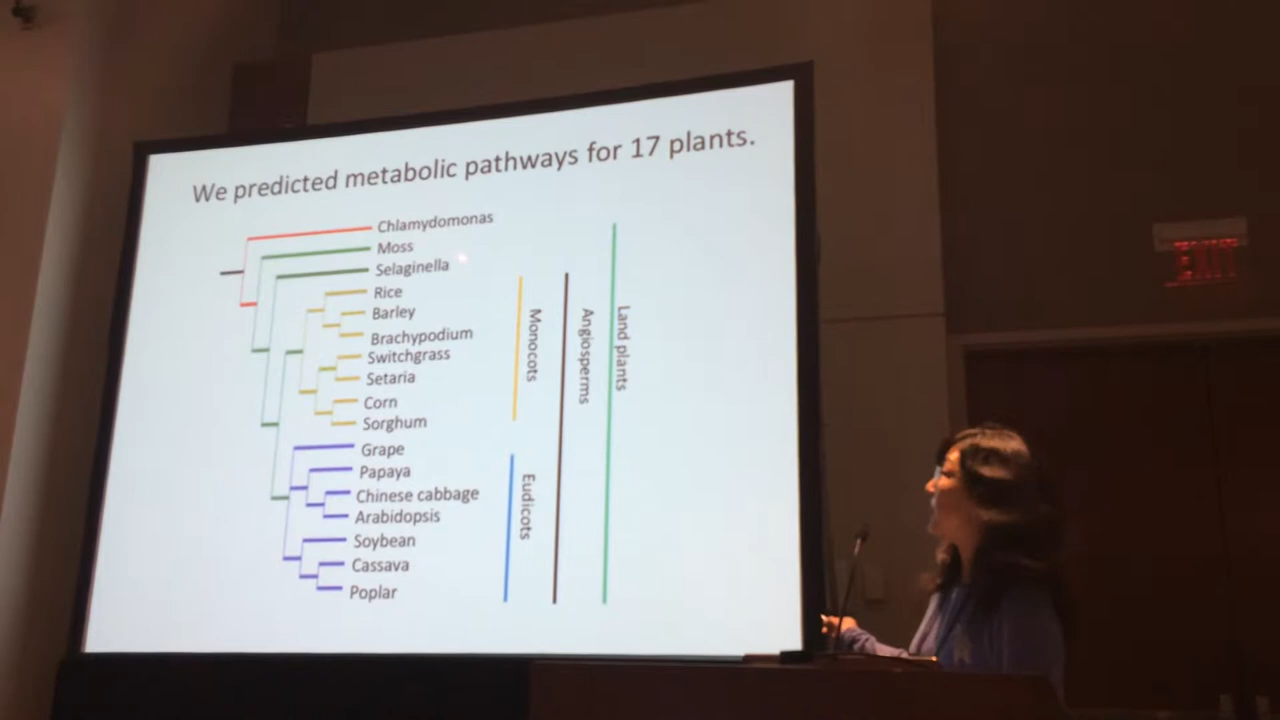 We predicted metabolic pathways for 17 plants.
Chlamydomonas
Moss
Selaginella
Rice
Barley
Brachypodium
Switchgrass
Setaria
Corn
Sorghum
Grape
Papaya
Chinese cabbage
Arabidopsis
Soybean
Cassava
Poplar
Monocots
Eudicots
Angiosperms
Land plants
EXIT